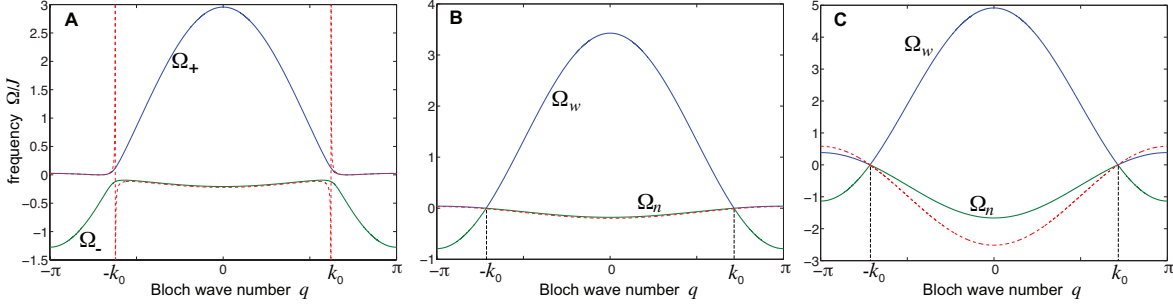 A
3
2.5
2
1.5
1
0.5
0
−0.5
−1
−1.5
frequency Ω/J
Ω+
Ω-
−π -k0 0 k0 π
Bloch wave number q
B
4
3
2
1
0
−1
Ωw
Ωn
−π -k0 0 k0 π
Bloch wave number q
C
5
4
3
2
1
0
−1
−2
−3
Ωw
Ωn
−π -k0 0 k0 π
Bloch wave number q